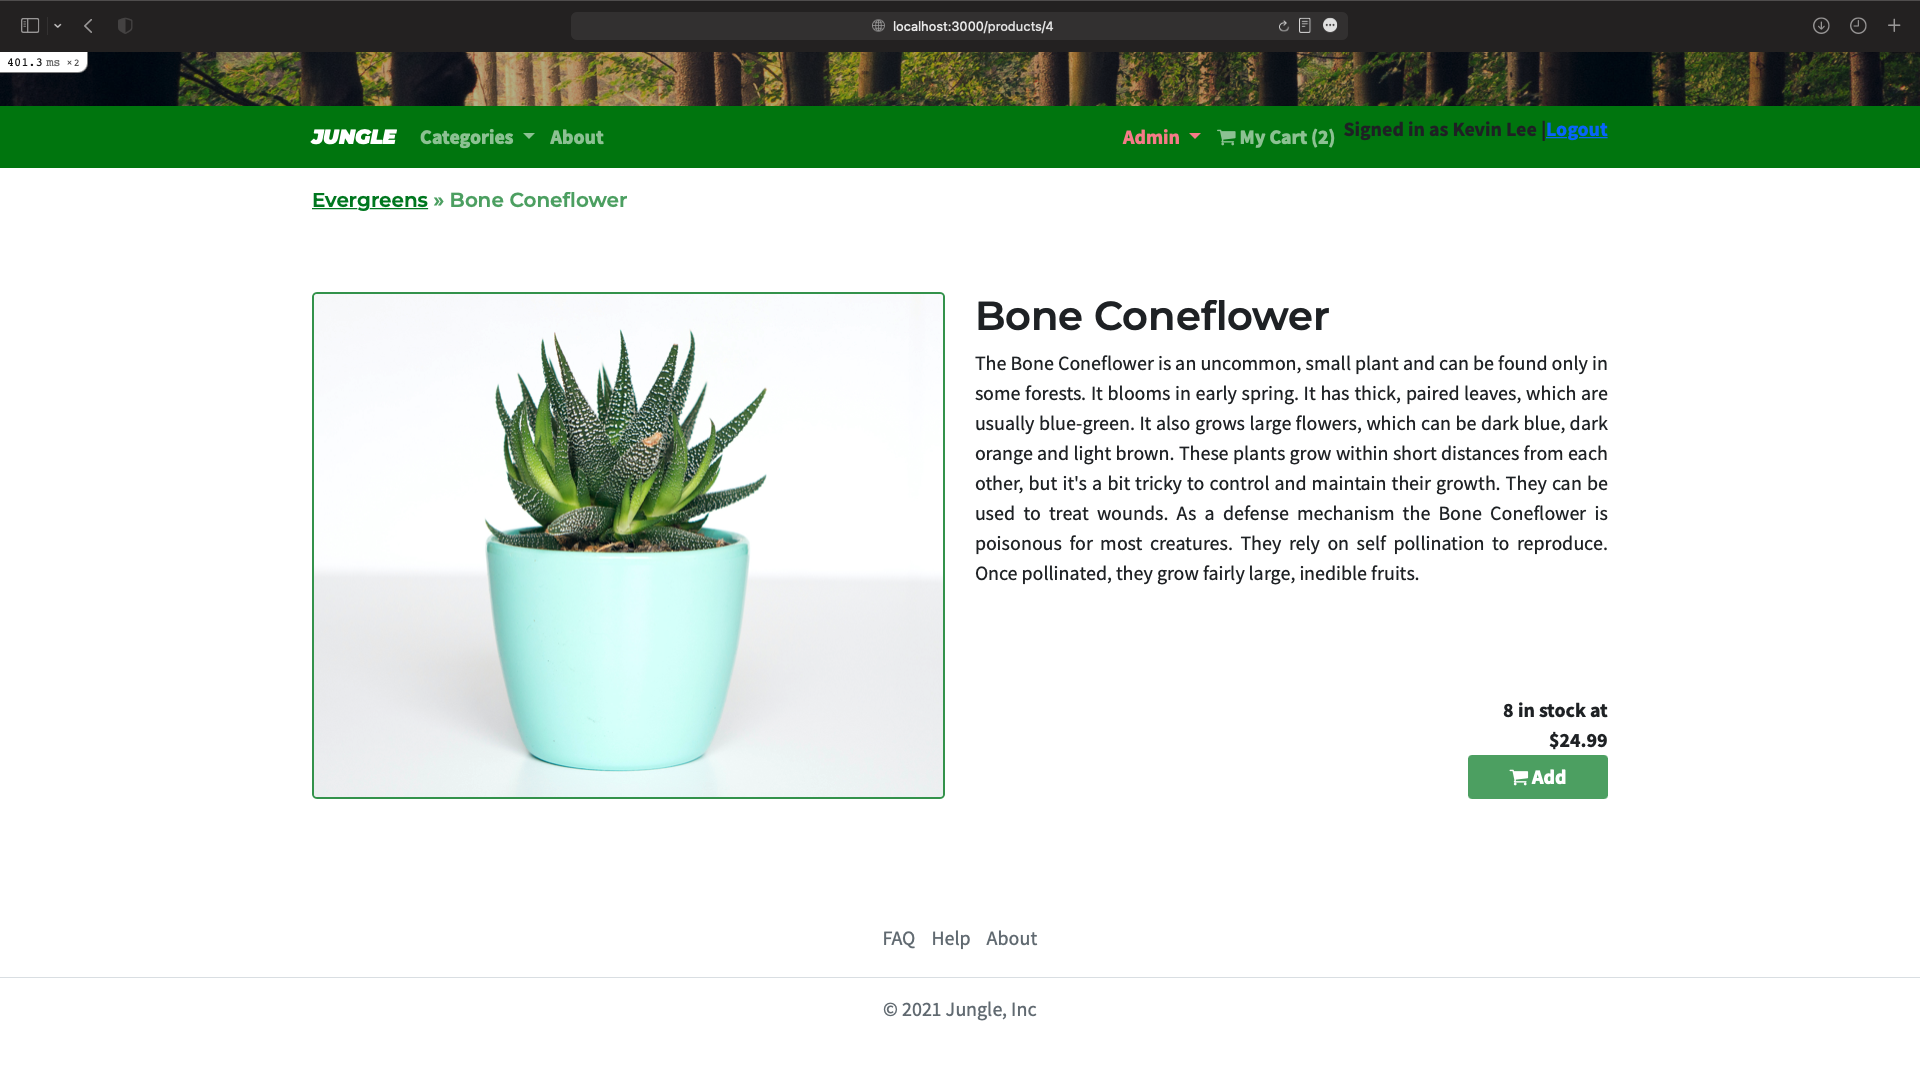 localhost:3000/products/4
401.3 ms ×2
JUNGLE Categories About Admin My Cart (2) Signed in as Kevin Lee |Logout
Evergreens » Bone Coneflower
Bone Coneflower
The Bone Coneflower is an uncommon, small plant and can be found only in
some forests. It blooms in early spring. It has thick, paired leaves, which are
usually blue-green. It also grows large flowers, which can be dark blue, dark
orange and light brown. These plants grow within short distances from each
other, but it's a bit tricky to control and maintain their growth. They can be
used to treat wounds. As a defense mechanism the Bone Coneflower is
poisonous for most creatures. They rely on self pollination to reproduce.
Once pollinated, they grow fairly large, inedible fruits.
8 in stock at
$24.99
Add
FAQ Help About
© 2021 Jungle, Inc